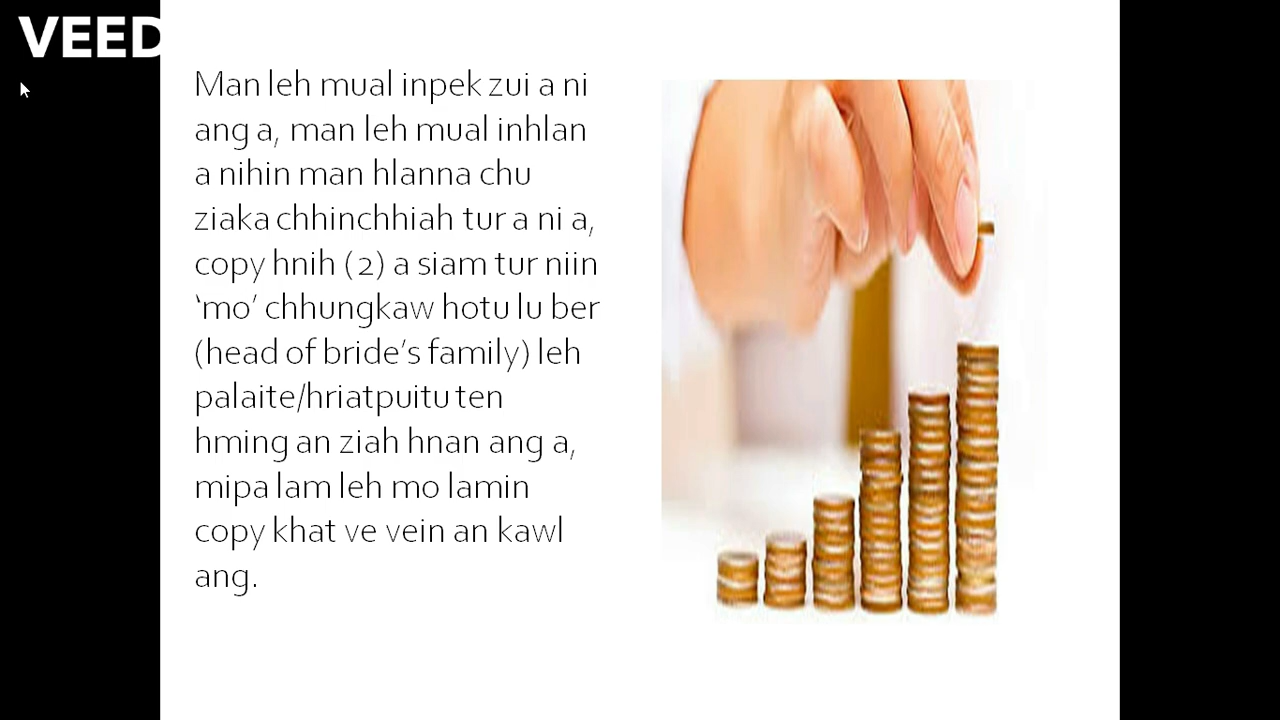 VEED
Man leh mual inpek zui a ni
ang a, man leh mual inhlan
a nihin man hlanna chu
ziaka chhinchhiah tur a ni a,
copy hnih (2) a siam tur niin
‘mo’ chhungkaw hotu lu ber
(head of bride’s family) leh
palaite/hriatpuitu ten
hming an ziah hnan ang a,
mipa lam leh mo lamin
copy khat ve vein an kawl
ang.